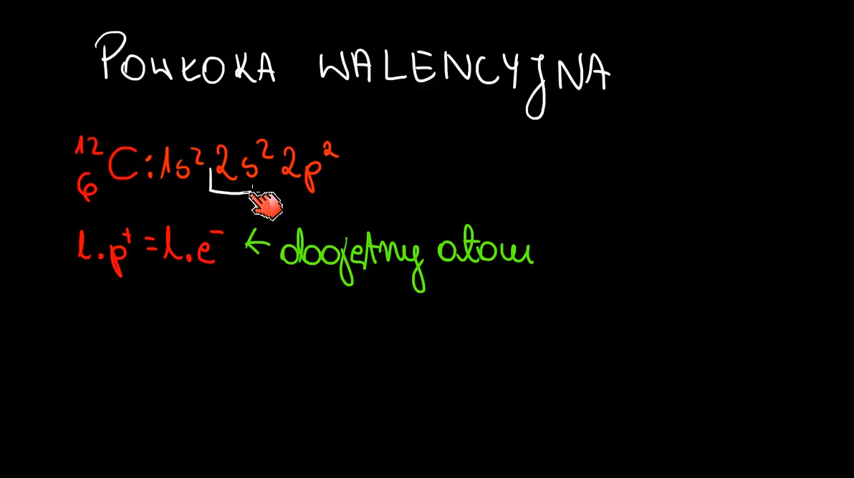 POWŁOKA WALENCYJNA
¹²₆C: 1s² 2s² 2p²
l.p⁺ = l.e⁻ ← obojętny atom